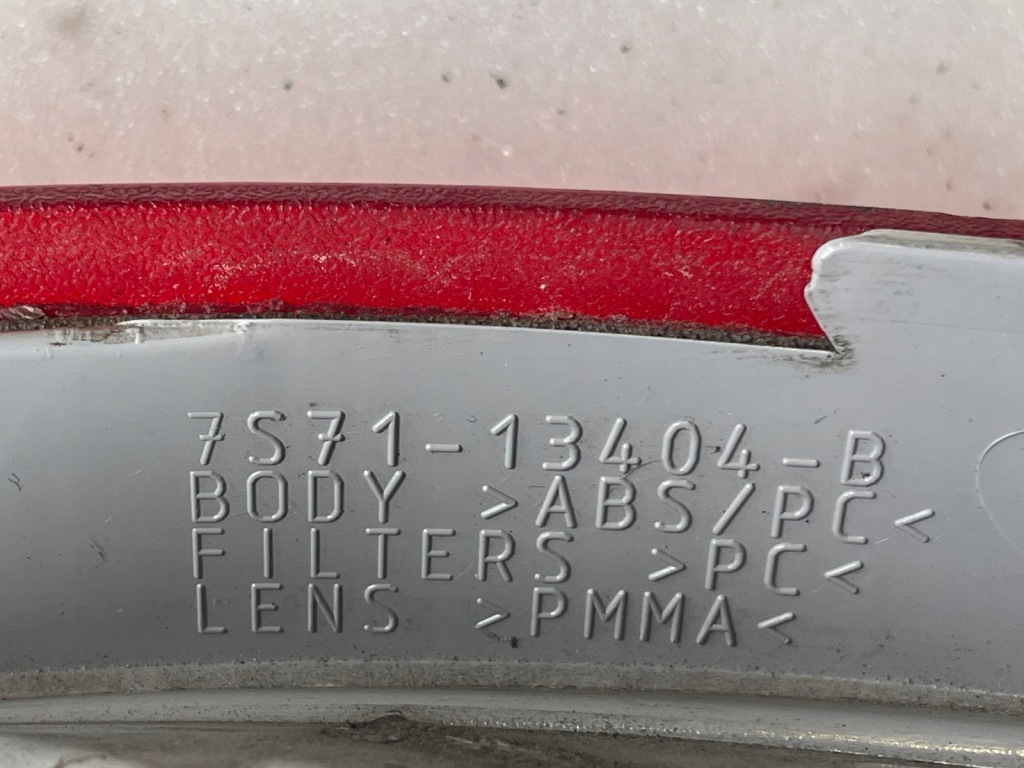 7S71-13404-B
BODY >ABS/PC<
FILTERS >PC<
LENS >PMMA<